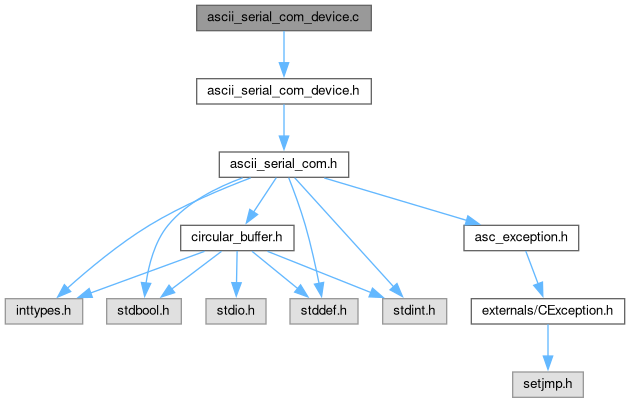 ascii_serial_com_device.c
ascii_serial_com_device.h
ascii_serial_com.h
circular_buffer.h
asc_exception.h
inttypes.h
stdbool.h
stdio.h
stddef.h
stdint.h
externals/CException.h
setjmp.h